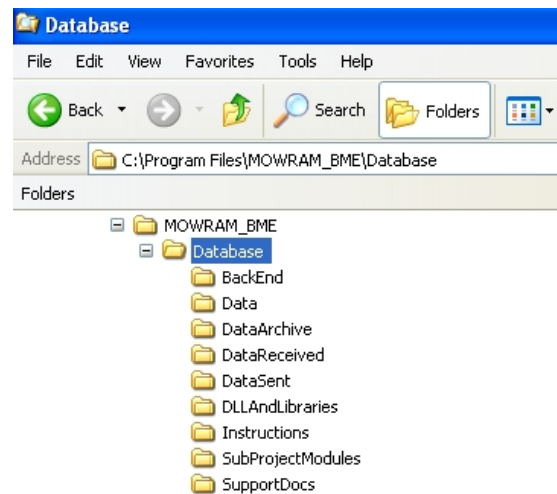 Database
File Edit View Favorites Tools Help
Back Search Folders
Address C:\Program Files\MOWRAM_BME\Database
Folders
MOWRAM_BME
Database
BackEnd
Data
DataArchive
DataReceived
DataSent
DLLAndLibraries
Instructions
SubProjectModules
SupportDocs